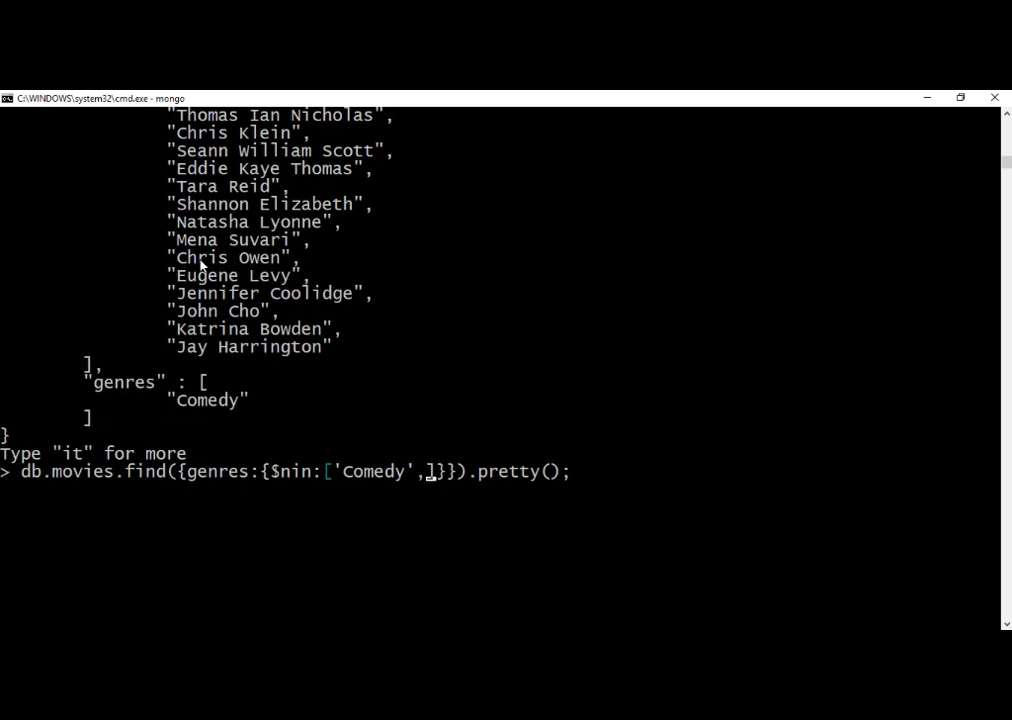 C:\WINDOWS\system32\cmd.exe - mongo
"Thomas Ian Nicholas",
"Chris Klein",
"Seann William Scott",
"Eddie Kaye Thomas",
"Tara Reid",
"Shannon Elizabeth",
"Natasha Lyonne",
"Mena Suvari",
"Chris Owen",
"Eugene Levy",
"Jennifer Coolidge",
"John Cho",
"Katrina Bowden",
"Jay Harrington"
],
"genres" : [
"Comedy"
]
}
Type "it" for more
> db.movies.find({genres:{$nin:['Comedy',]}}).pretty();